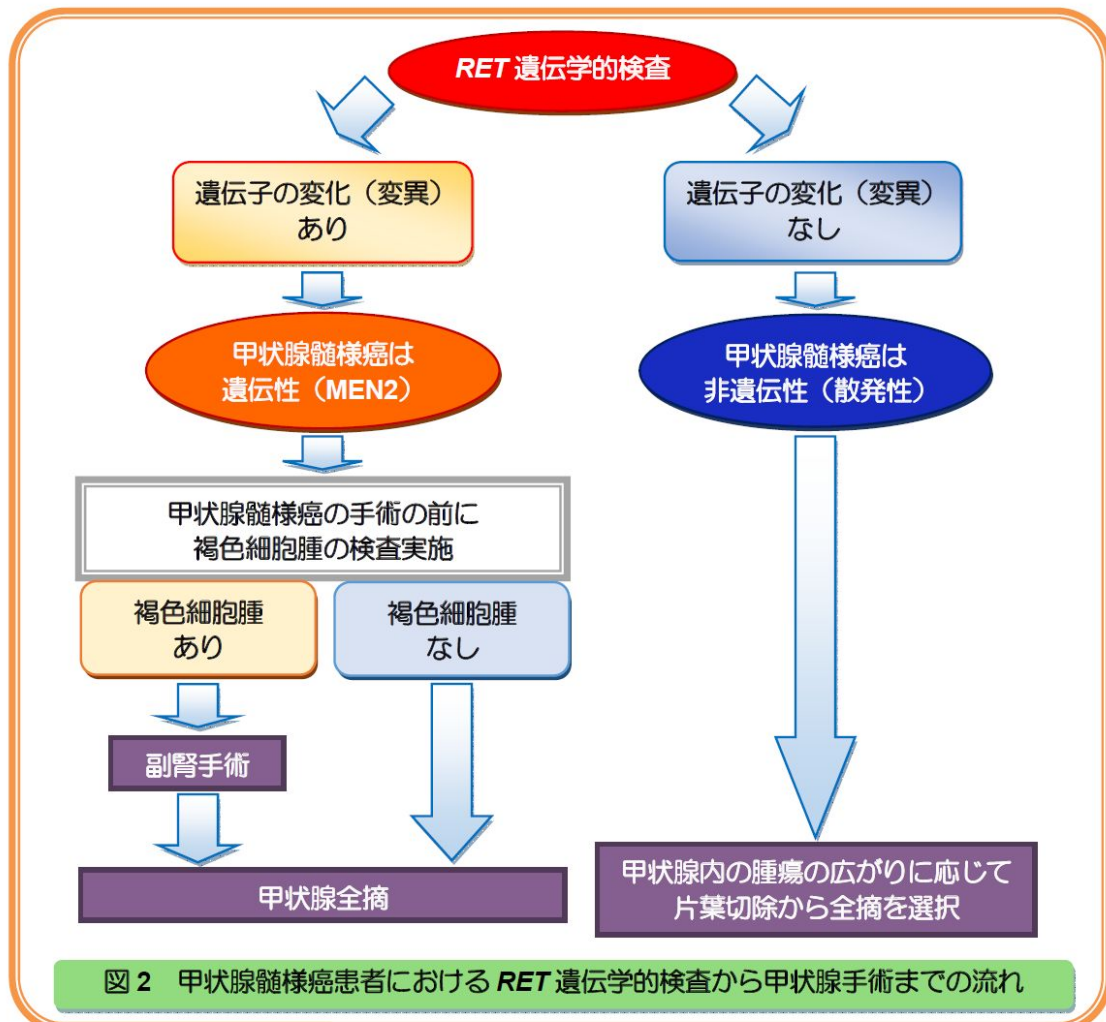 RET 遺伝学的検査
遺伝子の変化（変異）
あり
遺伝子の変化（変異）
なし
甲状腺髄様癌は
遺伝性（MEN2）
甲状腺髄様癌は
非遺伝性（散発性）
甲状腺髄様癌の手術の前に
褐色細胞腫の検査実施
褐色細胞腫
あり
褐色細胞腫
なし
副腎手術
甲状腺全摘
甲状腺内の腫瘍の広がりに応じて
片葉切除から全摘を選択
図 2　甲状腺髄様癌患者における RET 遺伝学的検査から甲状腺手術までの流れ